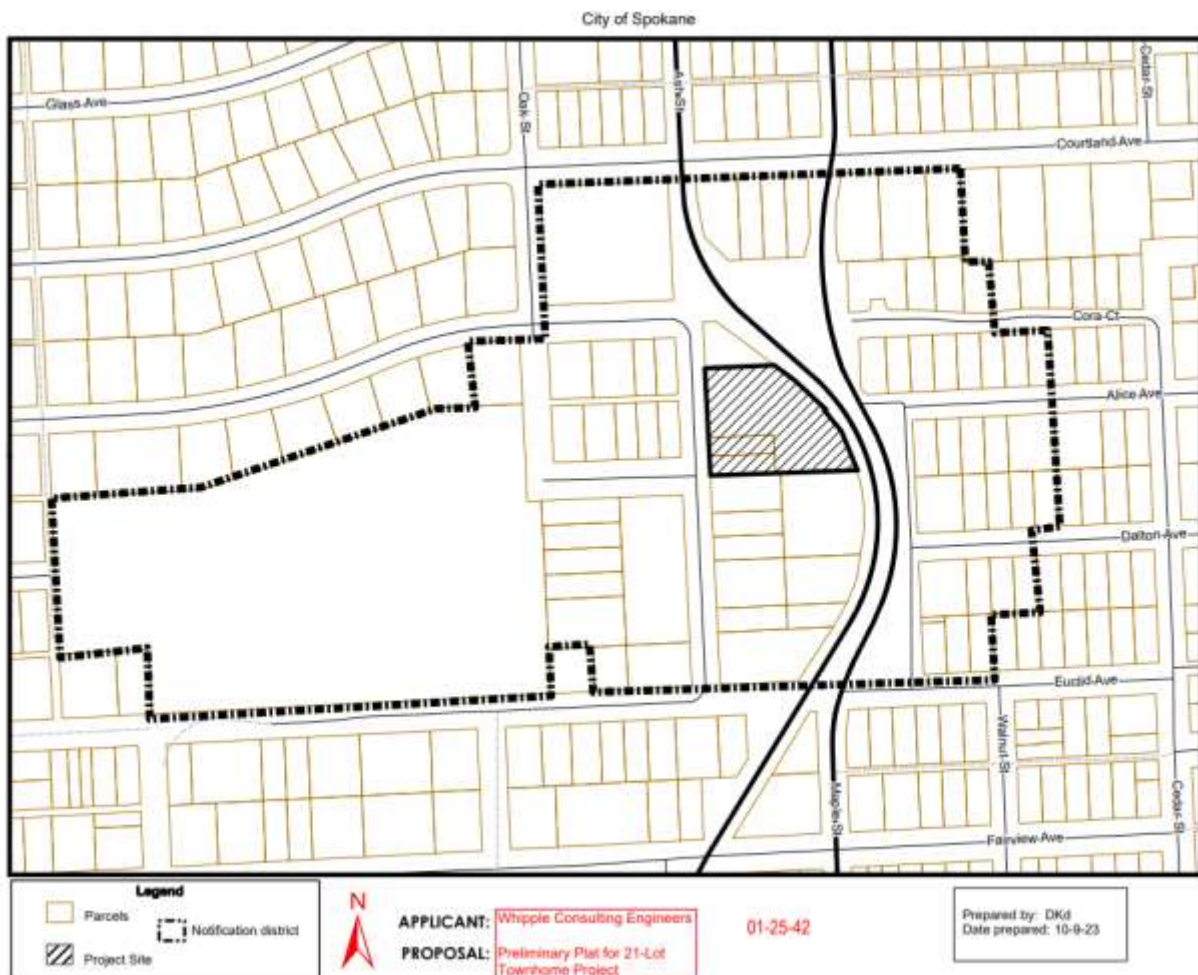 City of Spokane
Glass Ave
Oak St
Ash St
Cedar St
Courtland Ave
Cora Ct
Alice Ave
Dalton Ave
Euclid Ave
Walnut St
Maple St
Cedar St
Fairview Ave
Legend
Parcels
Notification district
Project Site
N
APPLICANT: Whipple Consulting Engineers
PROPOSAL: Preliminary Plat for 21-Lot
Townhome Project
01-25-42
Prepared by: DKd
Date prepared: 10-9-23